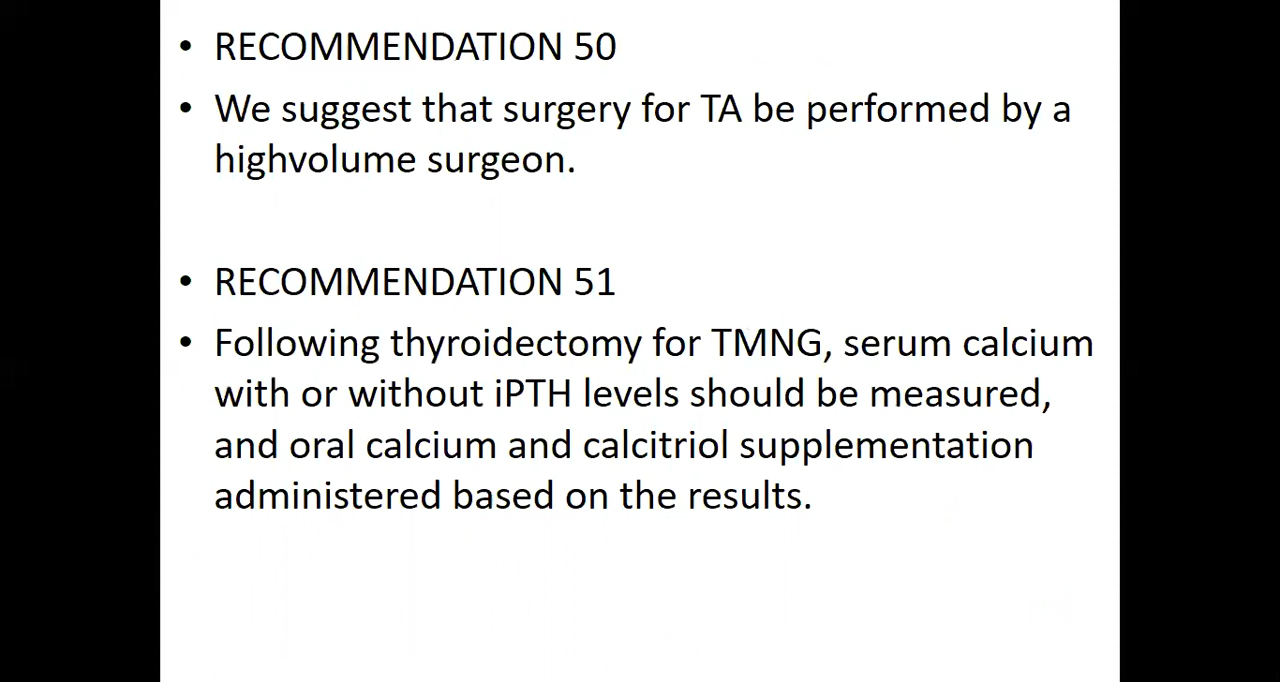 • RECOMMENDATION 50
• We suggest that surgery for TA be performed by a
highvolume surgeon.
• RECOMMENDATION 51
• Following thyroidectomy for TMNG, serum calcium
with or without iPTH levels should be measured,
and oral calcium and calcitriol supplementation
administered based on the results.